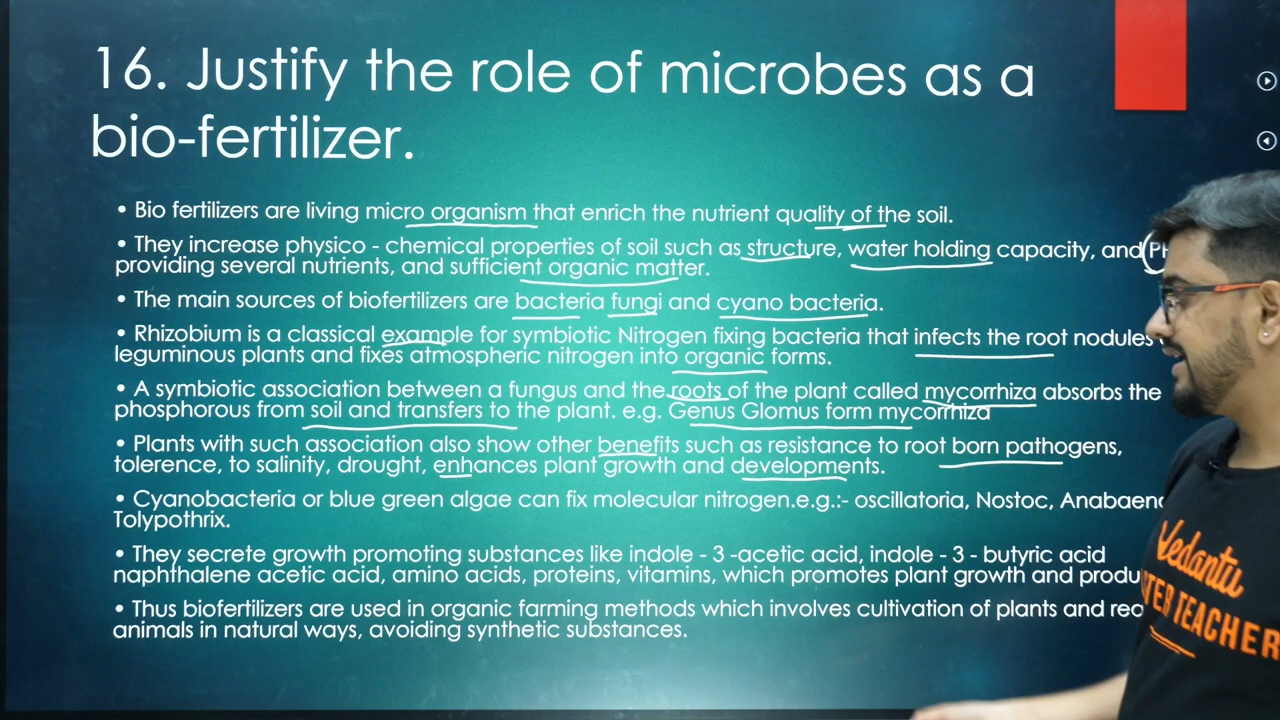 16. Justify the role of microbes as a
bio-fertilizer.
• Bio fertilizers are living micro organism that enrich the nutrient quality of the soil.
• They increase physico - chemical properties of soil such as structure, water holding capacity, and
providing several nutrients, and sufficient organic matter.
• The main sources of biofertilizers are bacteria fungi and cyano bacteria.
• Rhizobium is a classical example for symbiotic Nitrogen fixing bacteria that infects the root nodules
leguminous plants and fixes atmospheric nitrogen into organic forms.
• A symbiotic association between a fungus and the roots of the plant called mycorrhiza absorbs the
phosphorous from soil and transfers to the plant. e.g. Genus Glomus form mycorrhiza
• Plants with such association also show other benefits such as resistance to root born pathogens,
tolerence, to salinity, drought, enhances plant growth and developments.
• Cyanobacteria or blue green algae can fix molecular nitrogen.e.g.:- oscillatoria, Nostoc,
Tolypothrix.
• They secrete growth promoting substances like indole - 3 -acetic acid, indole - 3 - butyric acid
naphthalene acetic acid, amino acids, proteins, vitamins, which promotes plant growth and
• Thus biofertilizers are used in organic farming methods which involves cultivation of plants and
animals in natural ways, avoiding synthetic substances.
Vedantu
TEACHER